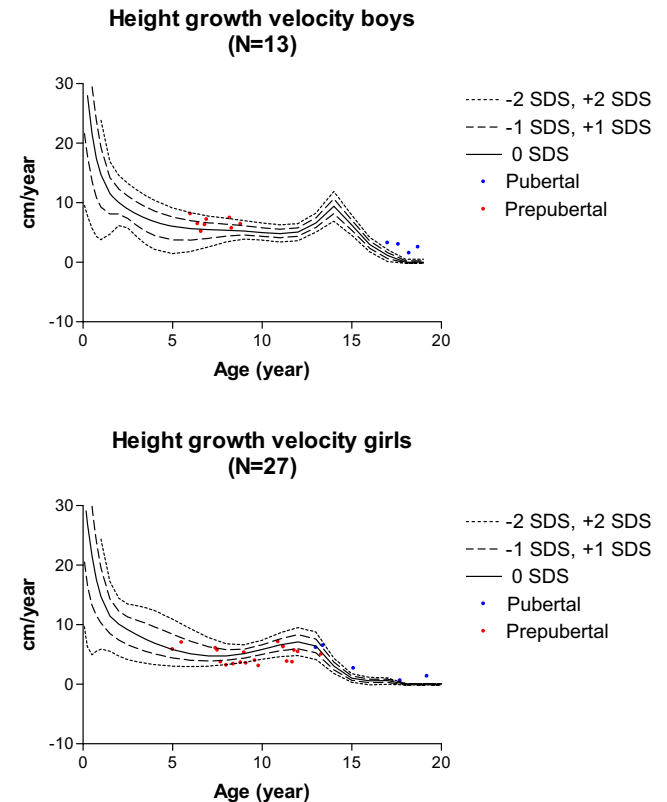 Height growth velocity boys
(N=13)
30
20
10
0
-10
cm/year
0
5
10
15
20
Age (year)
-2 SDS, +2 SDS
-1 SDS, +1 SDS
0 SDS
Pubertal
Prepubertal
Height growth velocity girls
(N=27)
30
20
10
0
-10
cm/year
0
5
10
15
20
Age (year)
-2 SDS, +2 SDS
-1 SDS, +1 SDS
0 SDS
Pubertal
Prepubertal